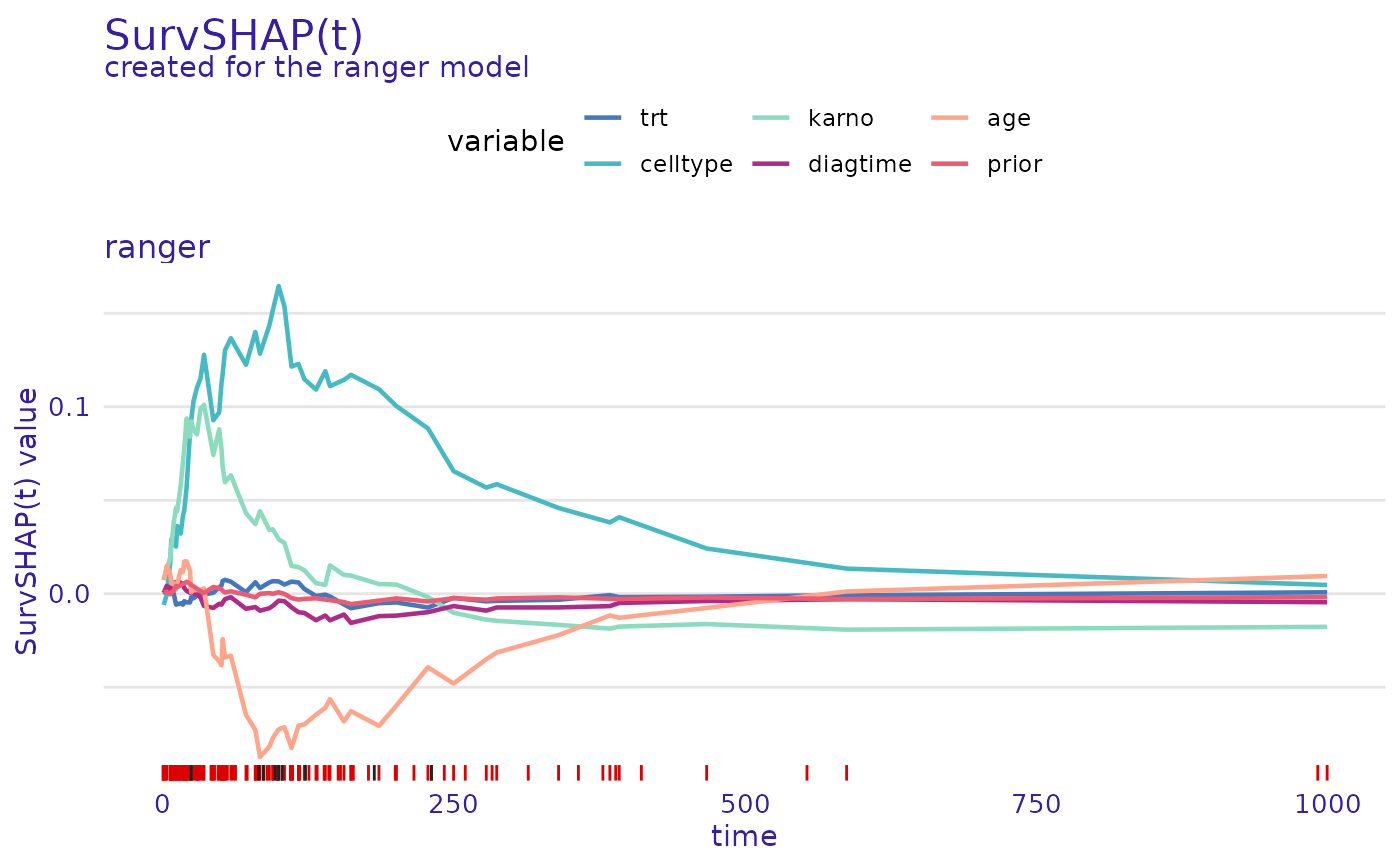 SurvSHAP(t)
created for the ranger model
variable
trt karno age
celltype diagtime prior
ranger
SurvSHAP(t) value
0.1
0.0
0 250 500 750 1000
time